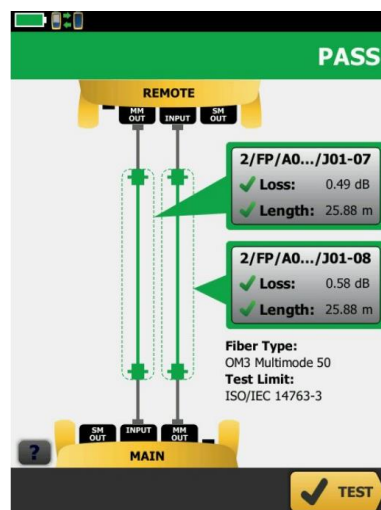 PASS
REMOTE
MM OUT
INPUT
SM OUT
2/FP/A0.../J01-07
Loss: 0.49 dB
Length: 25.88 m
2/FP/A0.../J01-08
Loss: 0.58 dB
Length: 25.88 m
Fiber Type:
OM3 Multimode 50
Test Limit:
ISO/IEC 14763-3
SM OUT
INPUT
MM OUT
?
MAIN
TEST